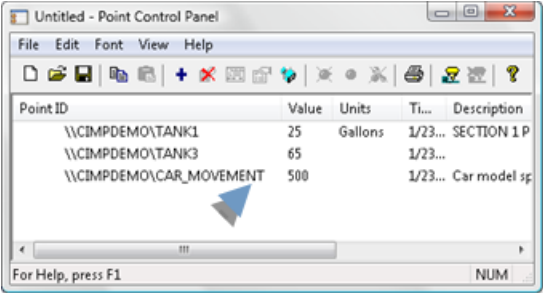 Untitled - Point Control Panel
File Edit Font View Help
Point ID Value Units Ti... Description
\\CIMPDEMO\TANK1 25 Gallons 1/23... SECTION 1 P
\\CIMPDEMO\TANK3 65 1/23...
\\CIMPDEMO\CAR_MOVEMENT 500 1/23... Car model sp
For Help, press F1 NUM